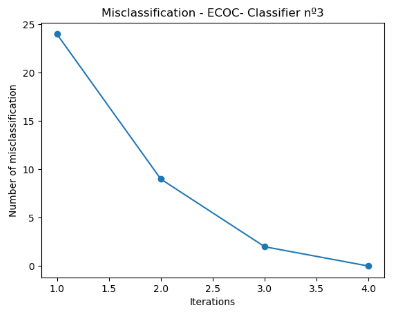 Misclassification - ECOC- Classifier nº3
Number of misclassification
25
20
15
10
5
0
1.0 1.5 2.0 2.5 3.0 3.5 4.0
Iterations